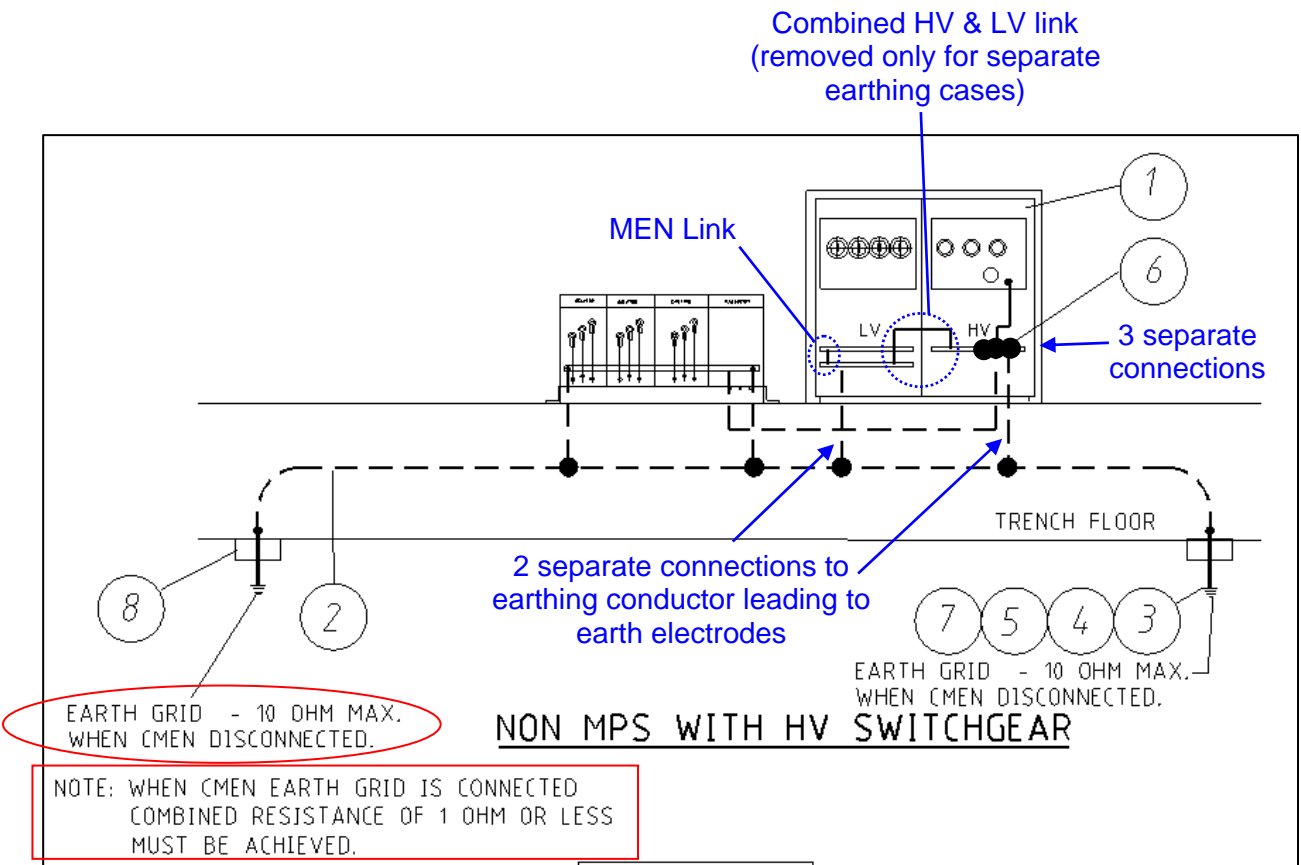 Combined HV & LV link
(removed only for separate
earthing cases)
1
MEN Link
6
LV
HV
3 separate
connections
TRENCH FLOOR
2 separate connections to
earthing conductor leading to
earth electrodes
8
2
7 5 4 3
EARTH GRID - 10 OHM MAX.
WHEN CMEN DISCONNECTED.
EARTH GRID - 10 OHM MAX.
WHEN CMEN DISCONNECTED.
NON MPS WITH HV SWITCHGEAR
NOTE: WHEN CMEN EARTH GRID IS CONNECTED
COMBINED RESISTANCE OF 1 OHM OR LESS
MUST BE ACHIEVED.